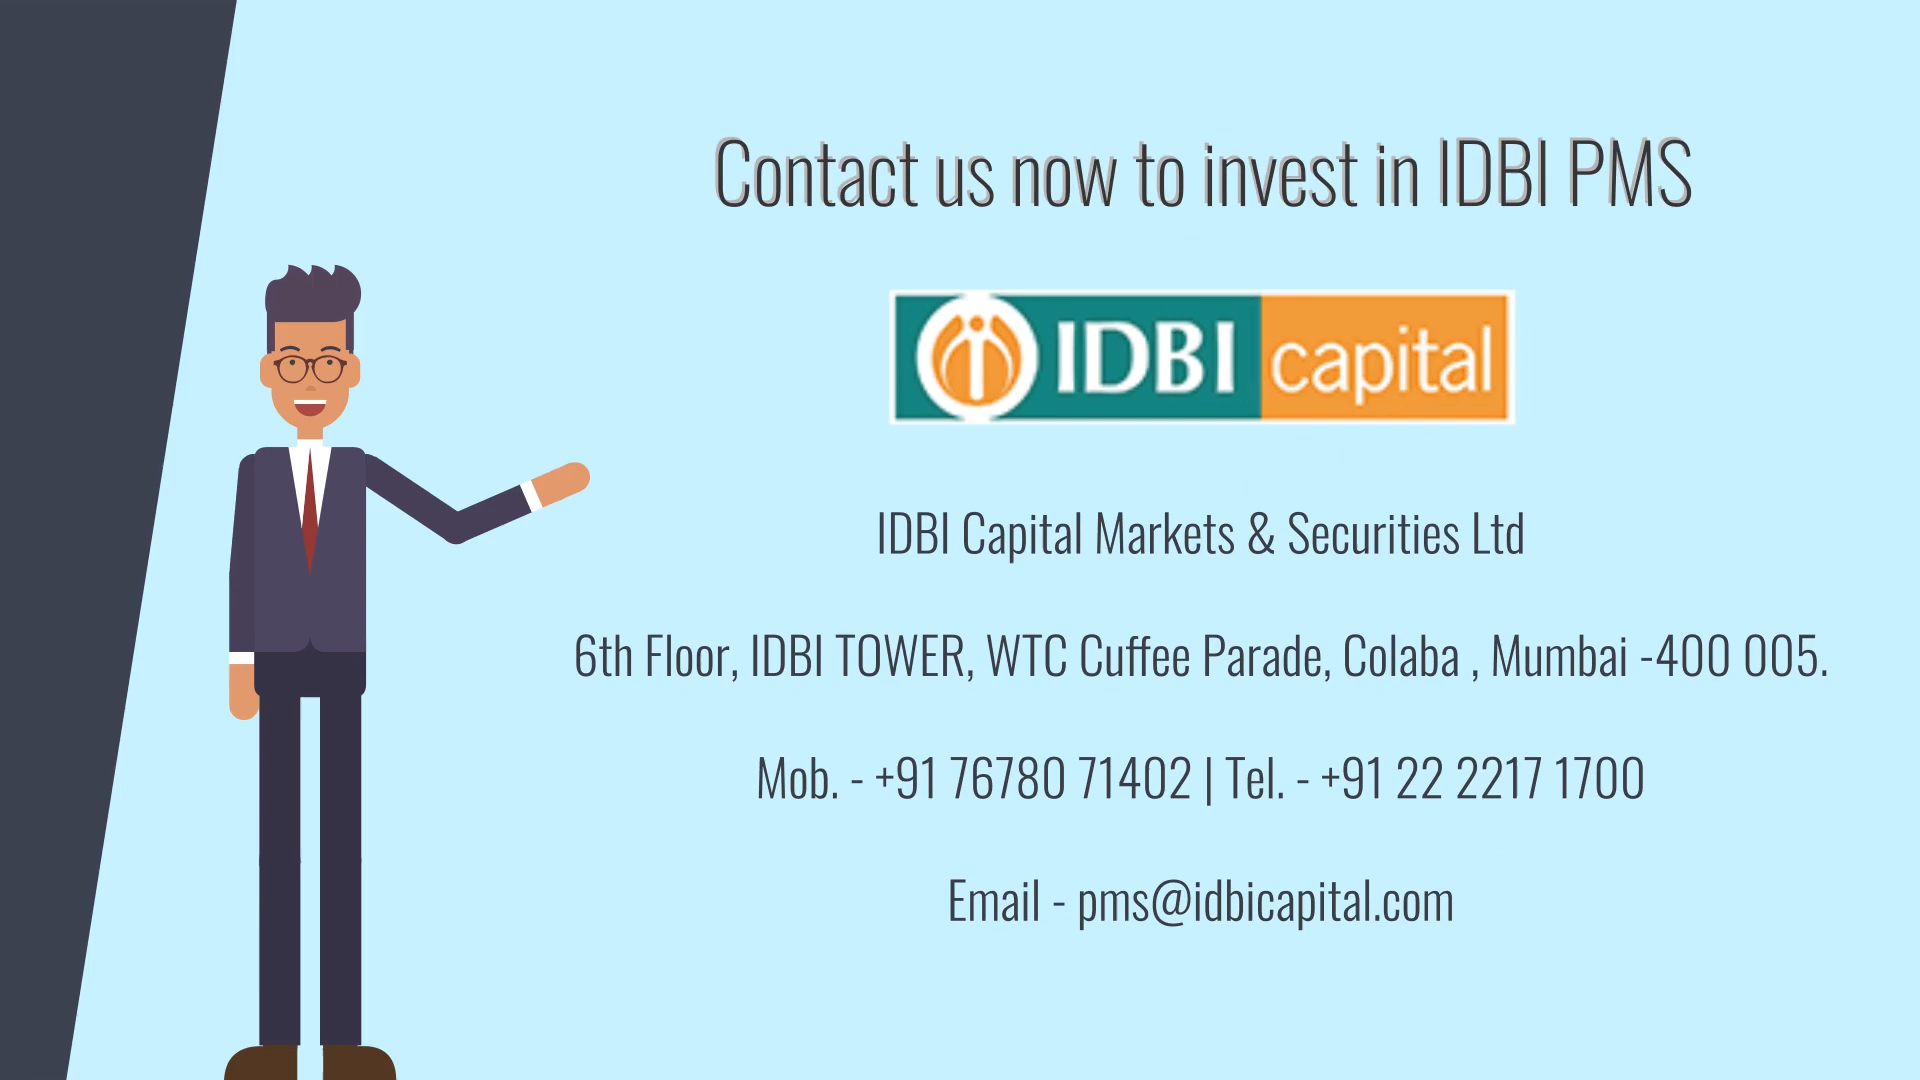 Contact us now to invest in IDBI PMS
IDBI capital
IDBI Capital Markets & Securities Ltd
6th Floor, IDBI TOWER, WTC Cuffee Parade, Colaba , Mumbai -400 005.
Mob. - +91 76780 71402 | Tel. - +91 22 2217 1700
Email - pms@idbicapital.com